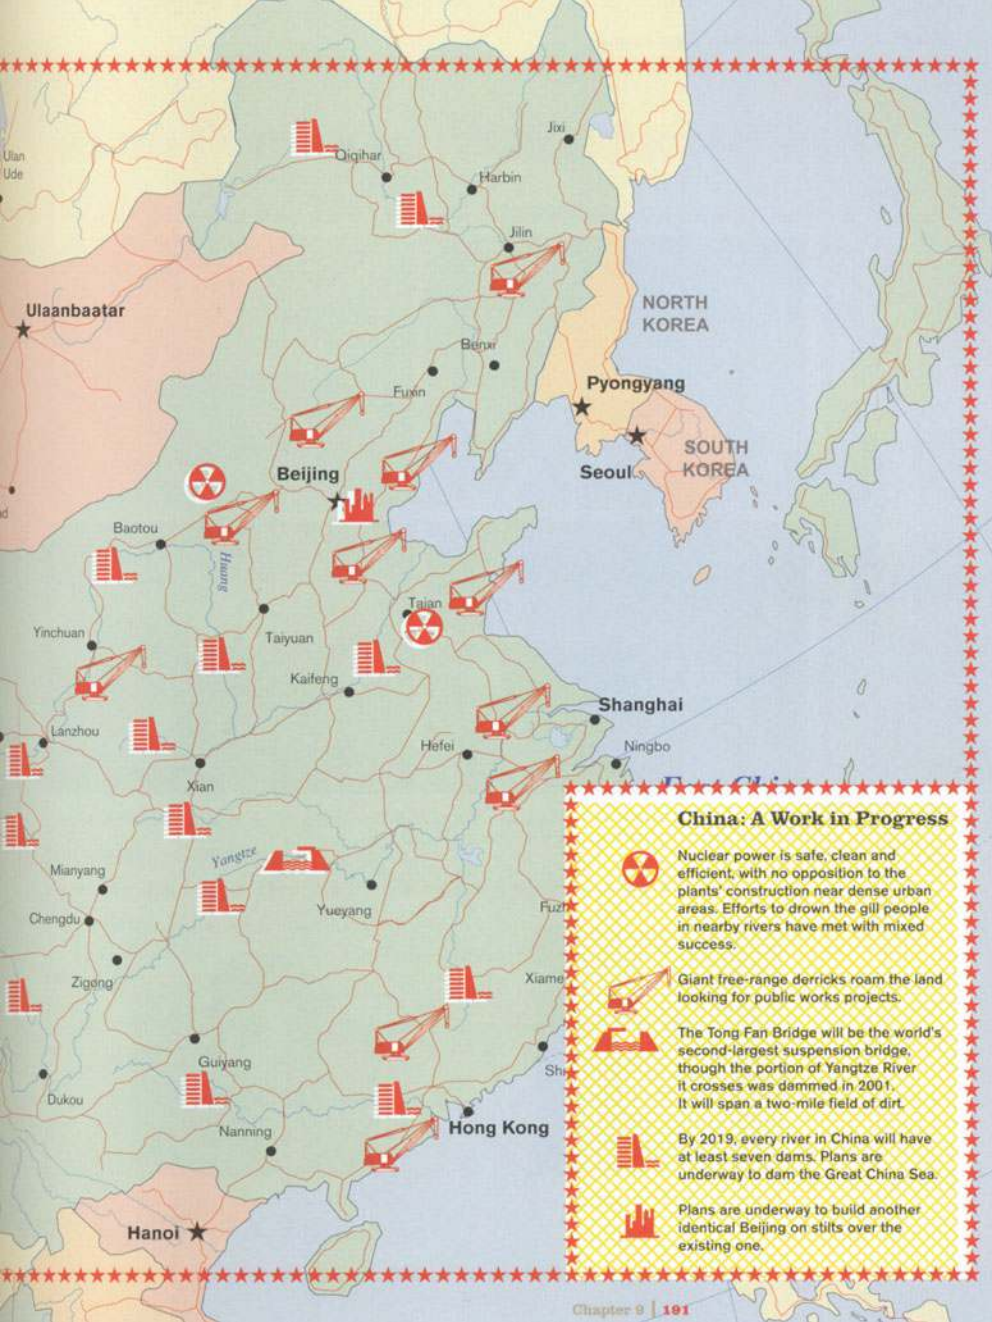 Ulan
Ude
Qiqihar
Jixi
Harbin
Jilin
Ulaanbaatar
NORTH
KOREA
Benxi
Fuxin
Pyongyang
SOUTH
KOREA
Seoul
Beijing
Baotou
Huang
Taian
Yinchuan
Taiyuan
Kaifeng
Shanghai
Lanzhou
Hefei
Ningbo
Xian
East Chi
Yangtze
Mianyang
Yueyang
Chengdu
Fuz
Zigong
Xiame
Guiyang
Sh
Dukou
Nanning
Hong Kong
Hanoi
China: A Work in Progress
Nuclear power is safe, clean and
efficient, with no opposition to the
plants' construction near dense urban
areas. Efforts to drown the gill people
in nearby rivers have met with mixed
success.
Giant free-range derricks roam the land
looking for public works projects.
The Tong Fan Bridge will be the world's
second-largest suspension bridge,
though the portion of Yangtze River
it crosses was dammed in 2001.
It will span a two-mile field of dirt.
By 2019, every river in China will have
at least seven dams. Plans are
underway to dam the Great China Sea.
Plans are underway to build another
identical Beijing on stilts over the
existing one.
Chapter 9 | 191